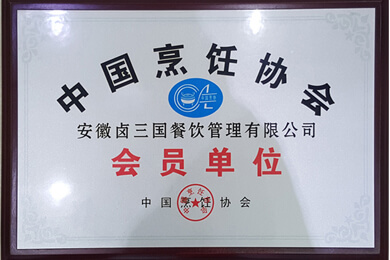 中国烹饪协会
安徽卤三国餐饮管理有限公司
会员单位
中国烹饪协会